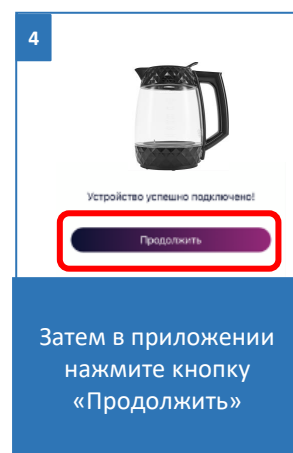 4
Устройство успешно подключено!
Продолжить
Затем в приложении
нажмите кнопку
«Продолжить»